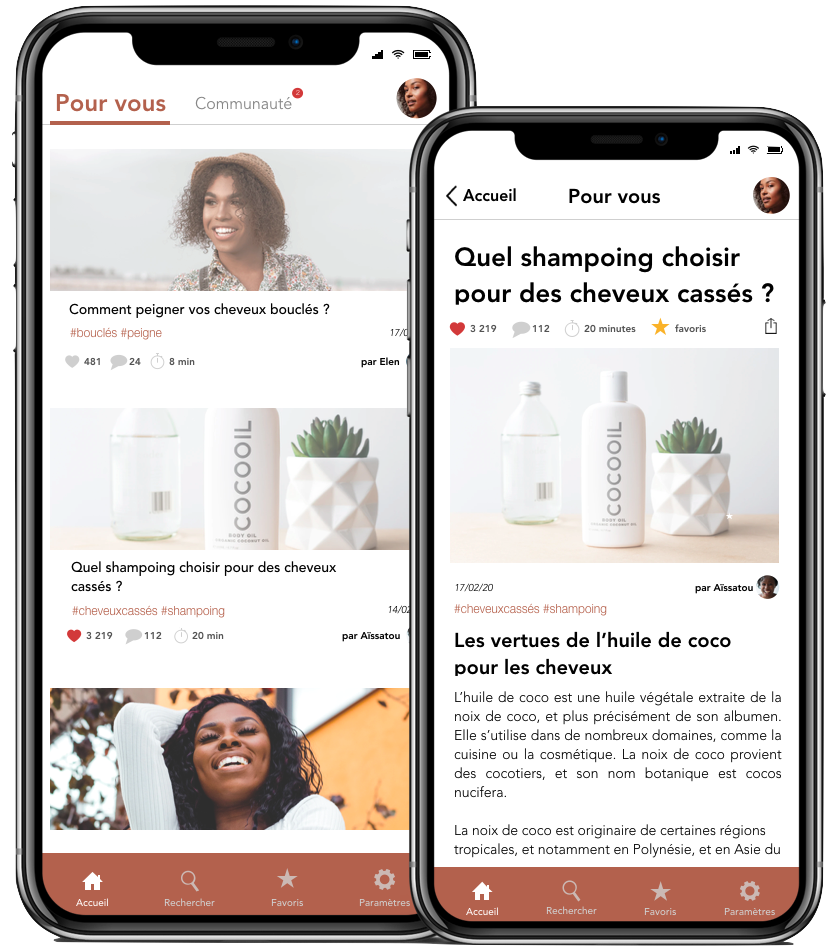 Pour vous
Communauté
2
Comment peigner vos cheveux bouclés ?
#bouclés #peigne
481 24 8 min
par Elen
COCOOIL
BODY OIL
ORGANIC COCONUT OIL
Quel shampoing choisir pour des cheveux
cassés ?
#cheveuxcassés #shampoing
3 219 112 20 min
par Aïssatou
Accueil
Rechercher
Favoris
Paramètres
Accueil
Pour vous
Quel shampoing choisir
pour des cheveux cassés ?
3 219 112 20 minutes favoris
COCOOIL
BODY OIL
ORGANIC COCONUT OIL
17/02/20
par Aïssatou
#cheveuxcassés #shampoing
Les vertues de l’huile de coco
pour les cheveux
L’huile de coco est une huile végétale extraite de la
noix de coco, et plus précisément de son albumen.
Elle s’utilise dans de nombreux domaines, comme la
cuisine ou la cosmétique. La noix de coco provient
des cocotiers, et son nom botanique est cocos
nucifera.
La noix de coco est originaire de certaines régions
tropicales, et notamment en Polynésie, et en Asie du
Accueil
Rechercher
Favoris
Paramètres